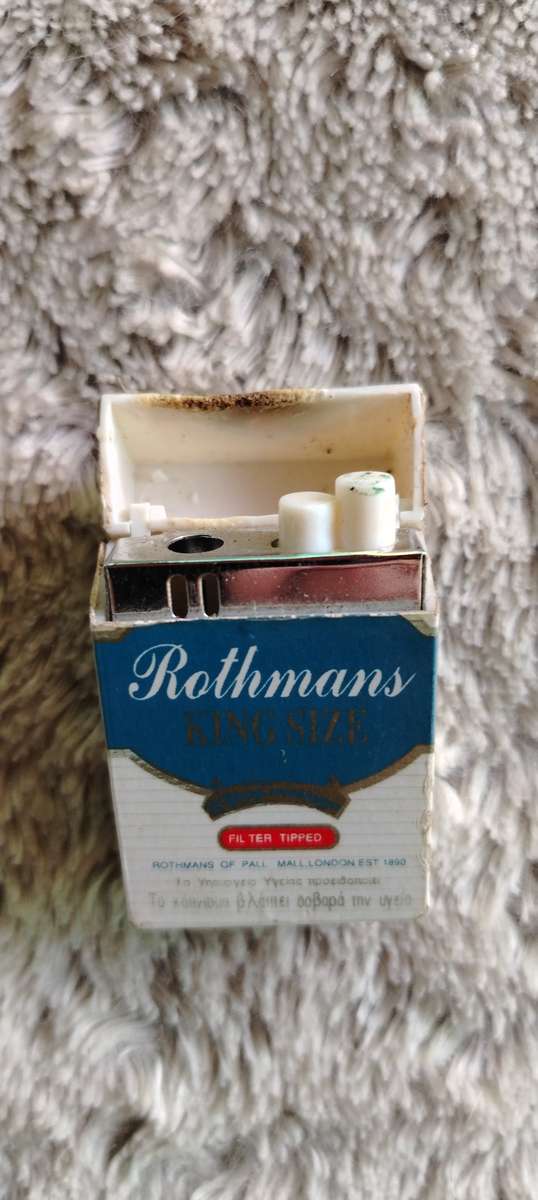 Rothmans
KING SIZE
FILTER TIPPED
ROTHMANS OF PALL MALL, LONDON EST 1890
Το Υπουργείο Υγείας προειδοποιεί
Το κάπνισμα βλάπτει σοβαρά την υγεία